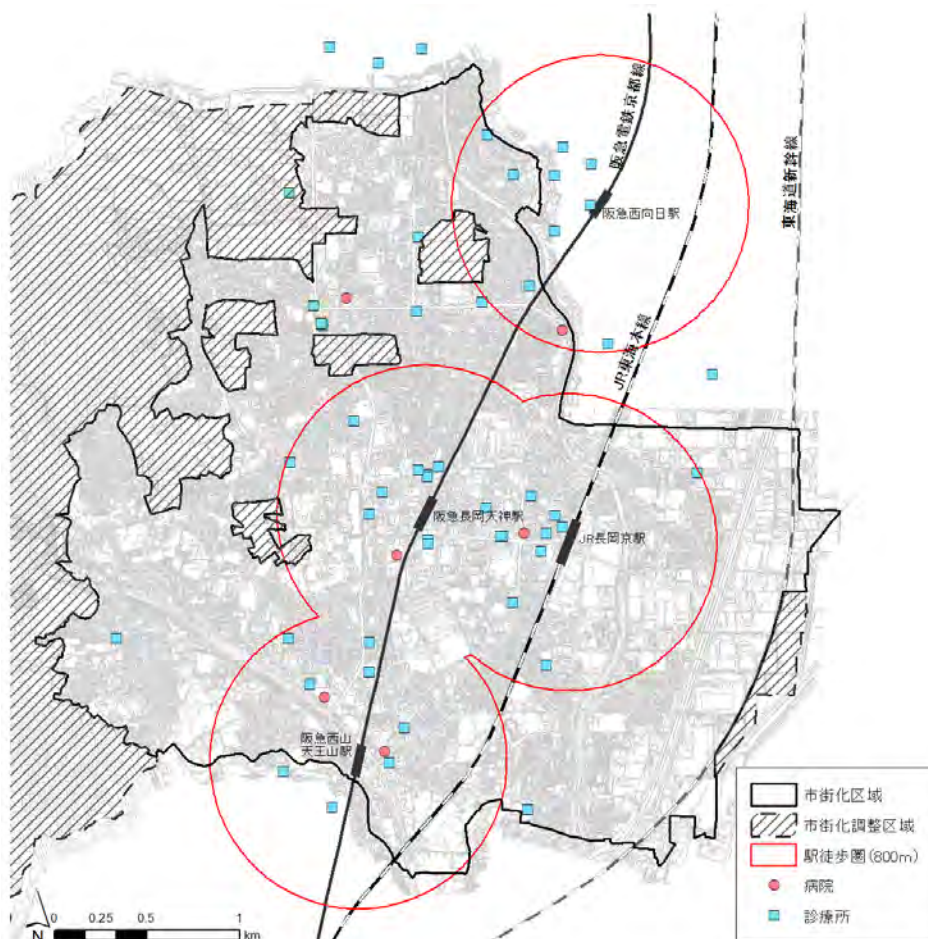 阪急電鉄京都線
東海道新幹線
阪急西向日駅
JR東海本線
阪急長岡天神駅
JR長岡京駅
阪急西山
天王山駅
市街化区域
市街化調整区域
駅徒歩圏(800m)
病院
診療所
0 0.25 0.5 1
km
N